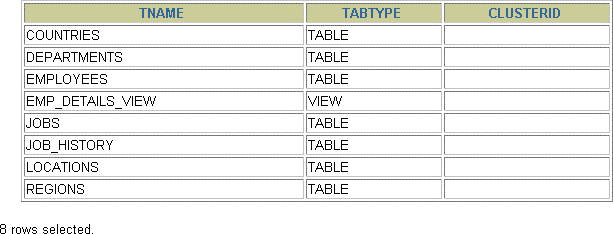 TNAME TABTYPE CLUSTERID
COUNTRIES TABLE
DEPARTMENTS TABLE
EMPLOYEES TABLE
EMP_DETAILS_VIEW VIEW
JOBS TABLE
JOB_HISTORY TABLE
LOCATIONS TABLE
REGIONS TABLE
8 rows selected.